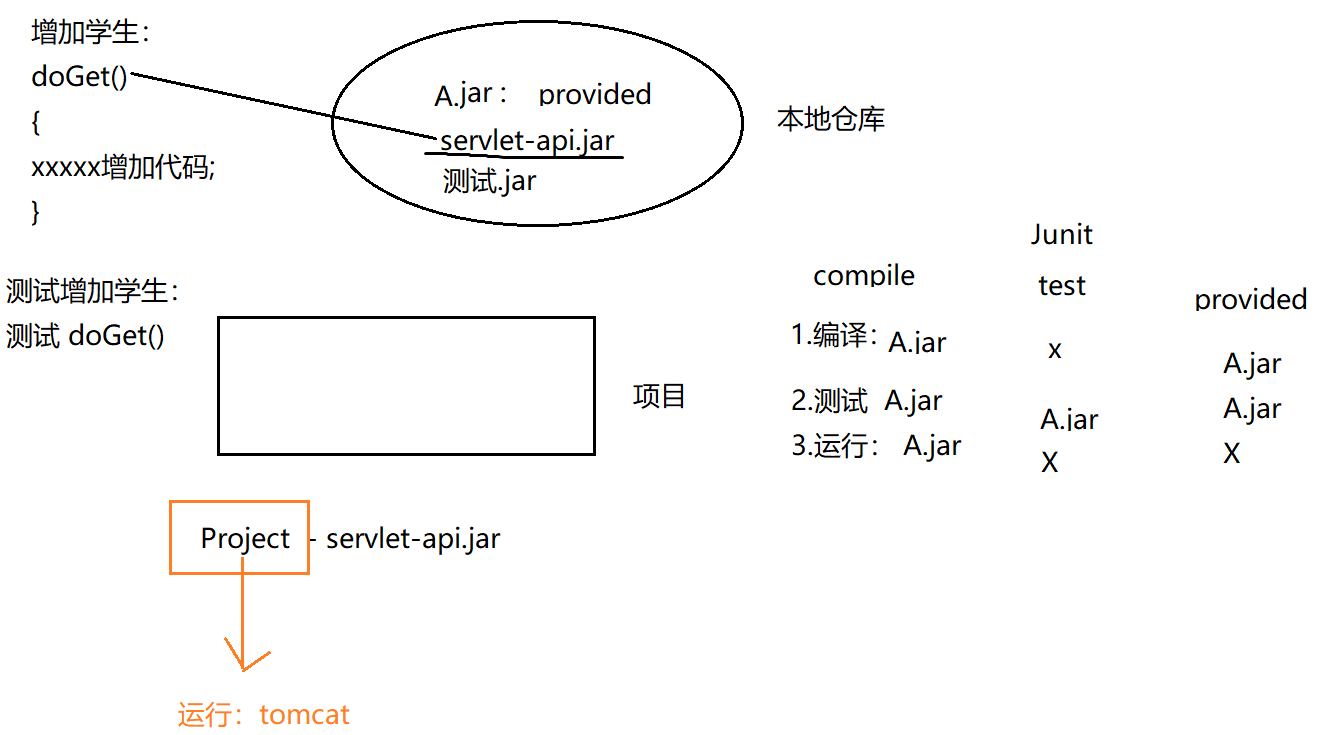 增加学生：
doGet()
{
xxxxx增加代码;
}
A.jar： provided
servlet-api.jar
测试.jar
本地仓库
测试增加学生：
测试 doGet()
项目
Junit
compile
test
provided
1.编译： A.jar
x
A.jar
2.测试 A.jar
A.jar
A.jar
3.运行： A.jar
X
X
Project - servlet-api.jar
运行：tomcat